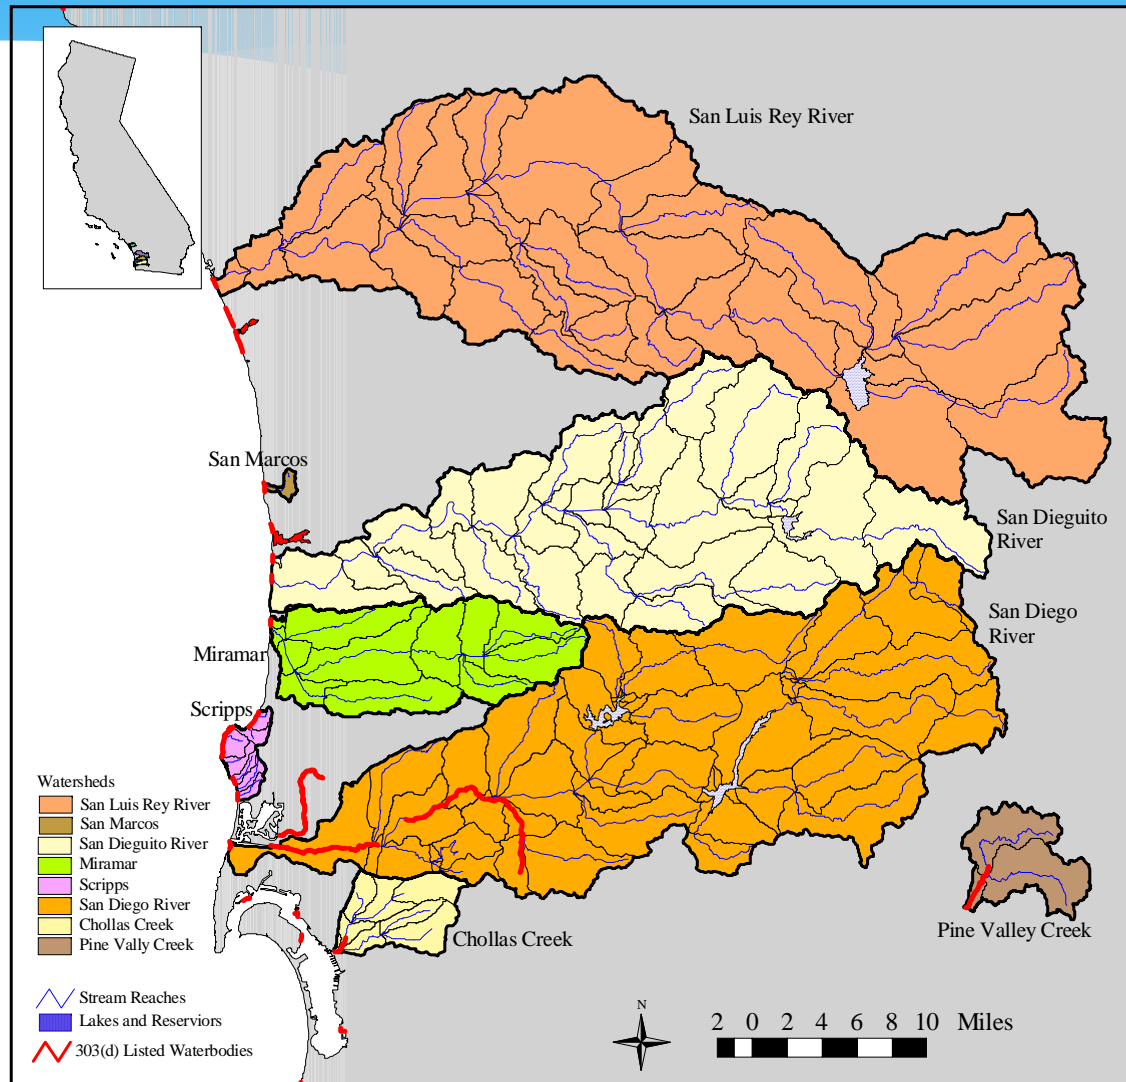 San Luis Rey River
San Marcos
San Dieguito
River
San Diego
River
Miramar
Scripps
Watersheds
San Luis Rey River
San Marcos
San Dieguito River
Miramar
Scripps
San Diego River
Chollas Creek
Pine Vally Creek
Chollas Creek
Pine Valley Creek
Stream Reaches
Lakes and Reserviors
303(d) Listed Waterbodies
N
2 0 2 4 6 8 10 Miles